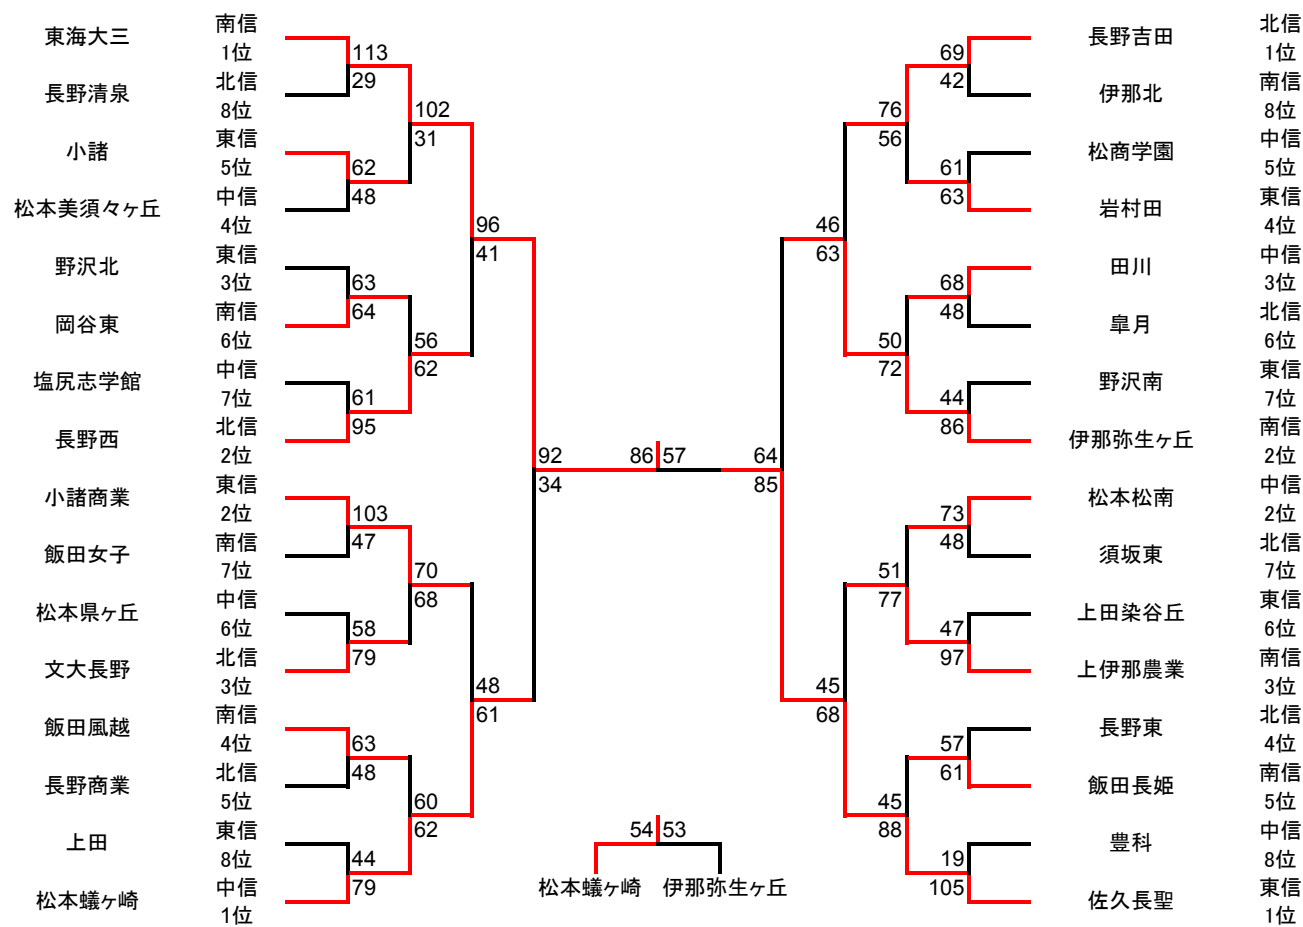 東海大三 南信 1位
長野清泉 北信 8位
小諸 東信 5位
松本美須々ヶ丘 中信 4位
野沢北 東信 3位
岡谷東 南信 6位
塩尻志学館 中信 7位
長野西 北信 2位
小諸商業 東信 2位
飯田女子 南信 7位
松本県ヶ丘 中信 6位
文大長野 北信 3位
飯田風越 南信 4位
長野商業 北信 5位
上田 東信 8位
松本蟻ヶ崎 中信 1位
113
29
62
48
63
64
61
95
103
47
58
79
63
48
44
79
102
31
56
62
70
68
60
62
96
41
48
61
92
34
86 57
64
85
46
63
45
68
76
56
50
72
51
77
45
88
69
42
61
63
68
48
44
86
73
48
47
97
57
61
19
105
長野吉田 北信 1位
伊那北 南信 8位
松商学園 中信 5位
岩村田 東信 4位
田川 中信 3位
皐月 北信 6位
野沢南 東信 7位
伊那弥生ヶ丘 南信 2位
松本松南 中信 2位
須坂東 北信 7位
上田染谷丘 東信 6位
上伊那農業 南信 3位
長野東 北信 4位
飯田長姫 南信 5位
豊科 中信 8位
佐久長聖 東信 1位
54 53
松本蟻ヶ崎 伊那弥生ヶ丘